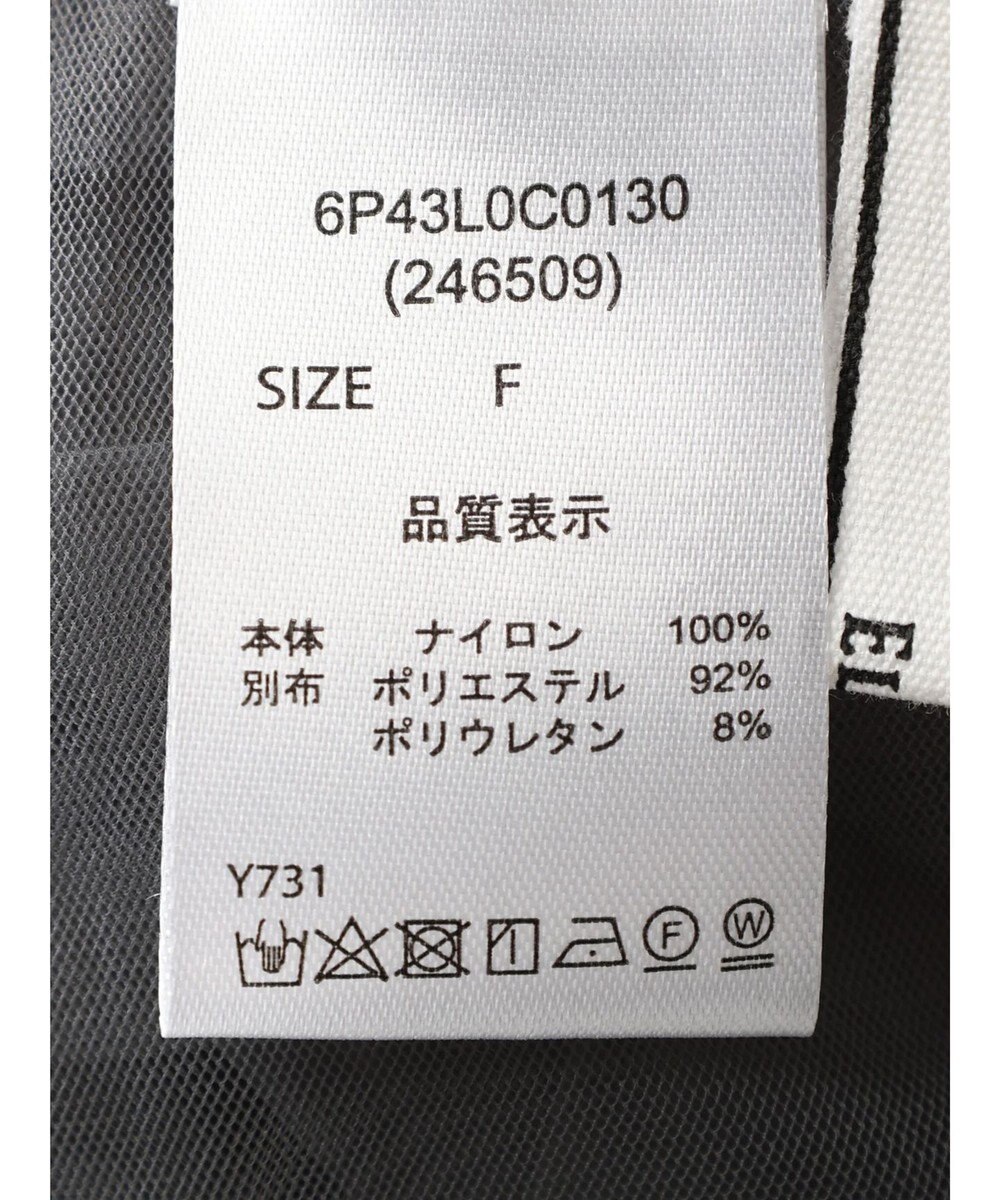 6P43L0C0130
(246509)
SIZE F
品質表示
本体 ナイロン 100%
別布 ポリエステル 92%
ポリウレタン 8%
Y731
F W
EL